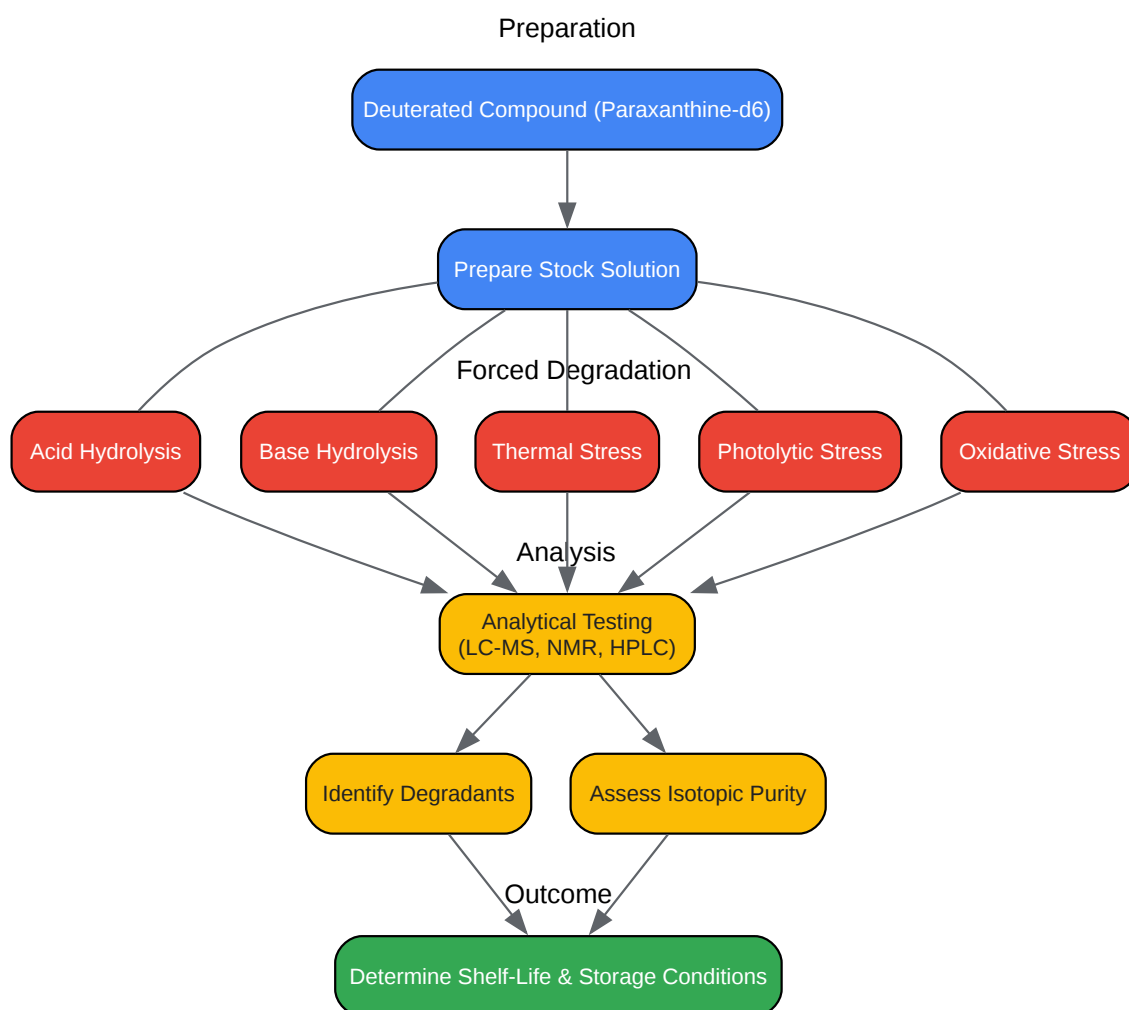 Preparation
Deuterated Compound (Paraxanthine-d6)
Prepare Stock Solution
Forced Degradation
Acid Hydrolysis
Base Hydrolysis
Thermal Stress
Photolytic Stress
Oxidative Stress
Analysis
Analytical Testing
(LC-MS, NMR, HPLC)
Identify Degradants
Assess Isotopic Purity
Outcome
Determine Shelf-Life & Storage Conditions